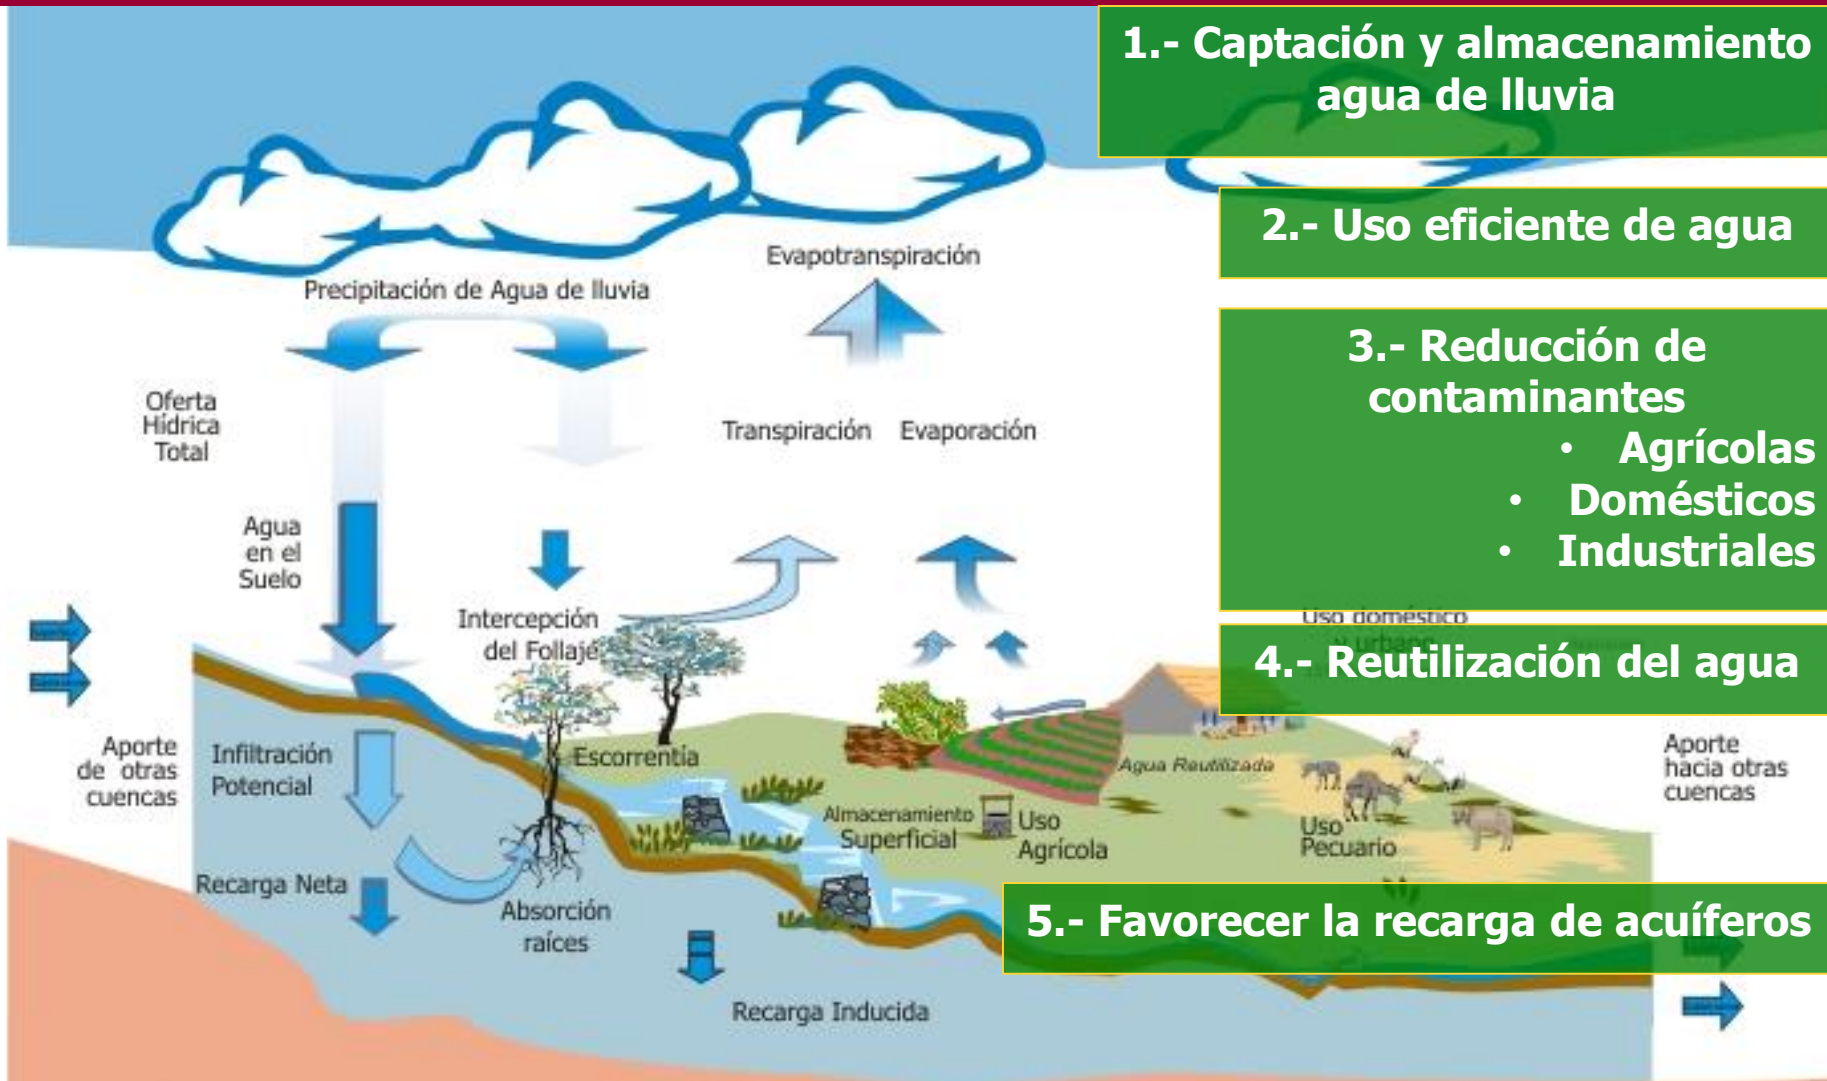 1.- Captación y almacenamiento
agua de lluvia
2.- Uso eficiente de agua
3.- Reducción de
contaminantes
• Agrícolas
• Domésticos
• Industriales
4.- Reutilización del agua
5.- Favorecer la recarga de acuíferos
Evapotranspiración
Precipitación de Agua de lluvia
Oferta
Hídrica
Total
Transpiración
Evaporación
Agua
en el
Suelo
Intercepción
del Follaje
Uso doméstico
y urbano
Aporte
de otras
cuencas
Infiltración
Potencial
Escorrentía
Agua Reutilizada
Aporte
hacia otras
cuencas
Almacenamiento
Superficial
Uso
Agrícola
Uso
Pecuario
Recarga Neta
Absorción
raíces
Recarga Inducida